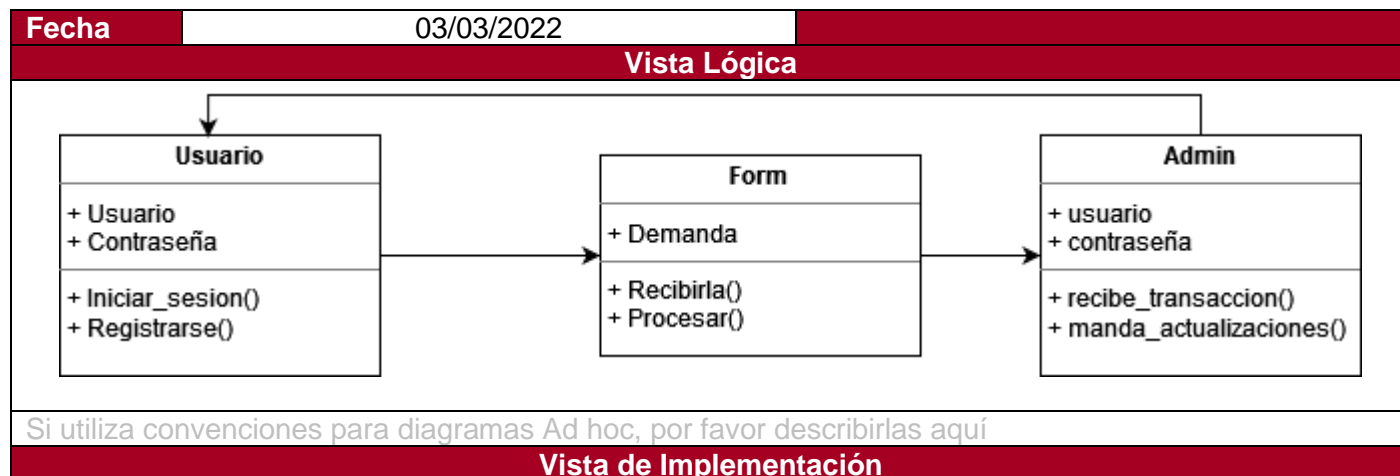 Fecha 03/03/2022
Vista Lógica
Usuario
+ Usuario
+ Contraseña
+ Iniciar_sesion()
+ Registrarse()
Form
+ Demanda
+ Recibirla()
+ Procesar()
Admin
+ usuario
+ contraseña
+ recibe_transaccion()
+ manda_actualizaciones()
Si utiliza convenciones para diagramas Ad hoc, por favor describirlas aquí
Vista de Implementación